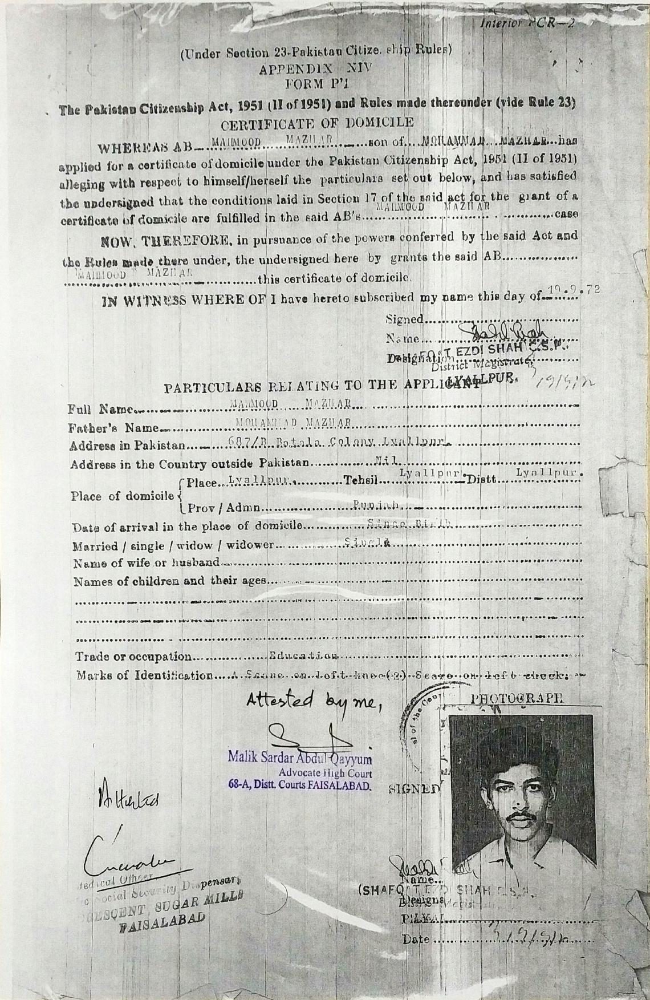 Interior PCR—2
(Under Section 23-Pakistan Citize. ship Rules)
APPENDIX XIV
FORM P'1
The Pakistan Citizenship Act, 1951 (II of 1951) and Rules made thereunder (vide Rule 23)
CERTIFICATE OF DOMICILE
WHEREAS AB MAHMOOD MAZHAR son of MOHAMMAD MAZHAR has
applied for a certificate of domicile under the Pakistan Citizenship Act, 1951 (II of 1951)
alleging with respect to himself/herself the particulars set out below, and has satisfied
the undersigned that the conditions laid in Section 17 of the said act for the grant of a
certificate of domicile are fulfilled in the said AB's MAHMOOD MAZHAR case
NOW, THEREFORE, in pursuance of the powers conferred by the said Act and
the Rules made there under, the undersigned here by grants the said AB
MAHMOOD MAZHAR this certificate of domicile.
IN WITNESS WHERE OF I have hereto subscribed my name this day of 19.9.72
Signed
Name
Designation
EZDI SHAH C.S.P.
District Magistrate,
LYALLPUR.
PARTICULARS RELATING TO THE APPLICANT
Full Name MAHMOOD MAZHAR
Father's Name MOHAMMAD MAZHAR
Address in Pakistan 687/B Batala Colony Lyallpur.
Address in the Country outside Pakistan Nil
Place of domicile
Place Lyallpur. Tehsil Lyallpur. Distt Lyallpur.
Prov / Admn Punjab
Date of arrival in the place of domicile Since Birth
Married / single / widow / widower Single
Name of wife or husband
Names of children and their ages
Trade or occupation Education
Marks of Identification on left knee (2) on left cheek.
Attested by me,
Malik Sardar Abdul Qayyum
Advocate High Court
68-A, Distt. Courts FAISALABAD.
PHOTOGRAPH
of the
SIGNED
Attested
Medical Officer
Social Security Dispensary
CRESCENT SUGAR MILLS
FAISALABAD
Name
(SHAFQAT EZDI SHAH C.S.P.
Date